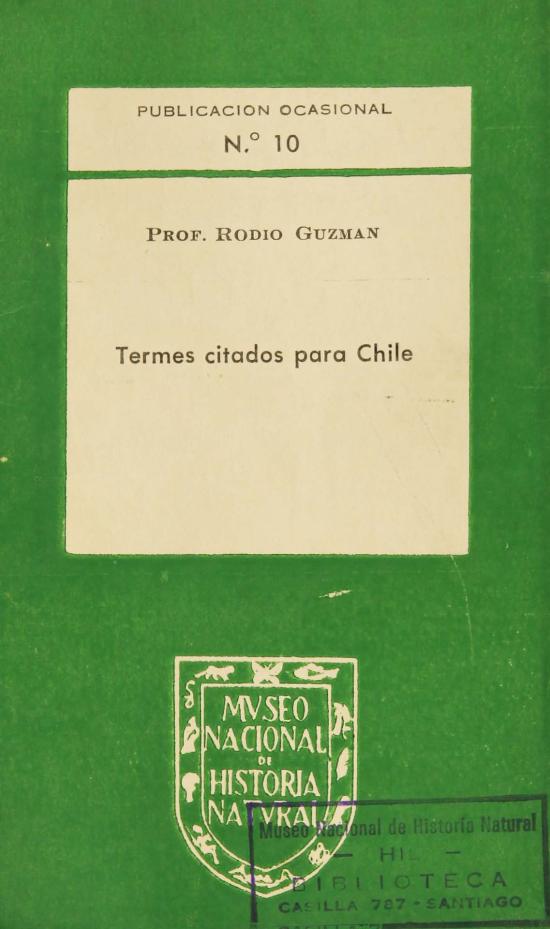 PUBLICACION OCASIONAL
N.° 10
PROF. RODIO GUZMAN
Termes citados para Chile
MVSEO
NACIONAL
DE
HISTORIA
NATVRAL
Museo Nacional de Historia Natural
BIBLIOTECA
CASILLA 787 - SANTIAGO